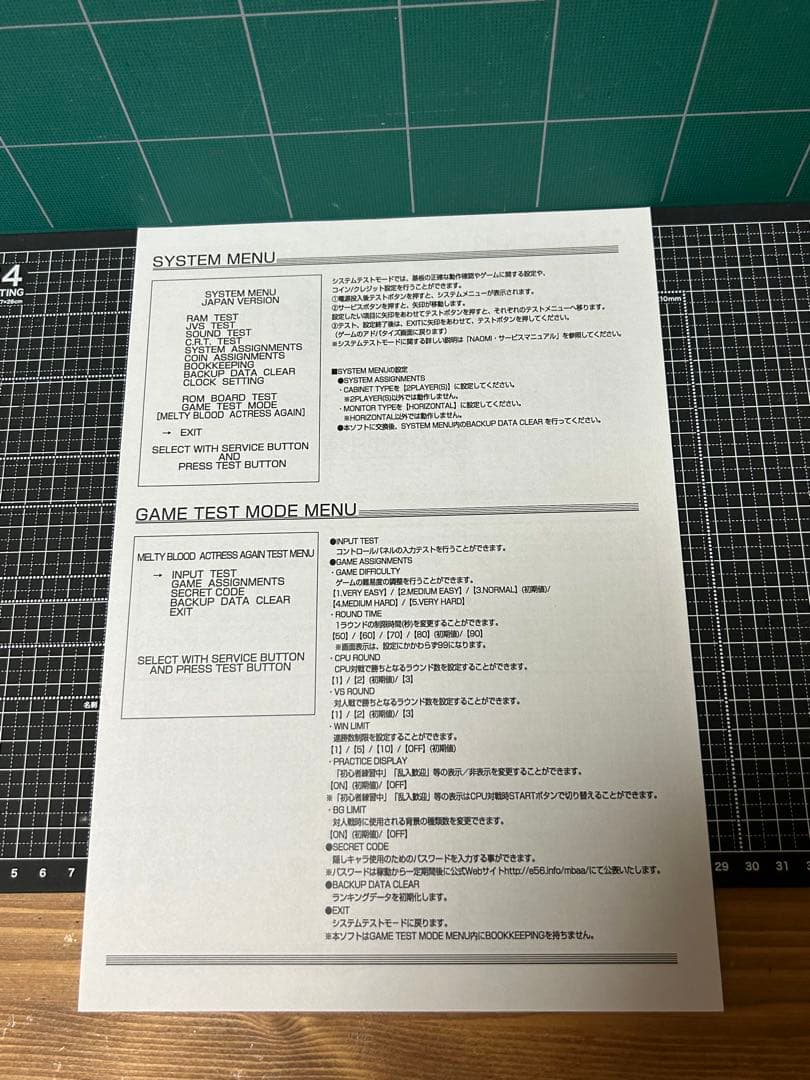 SYSTEM MENU
SYSTEM MENU
JAPAN VERSION
RAM TEST
JVS TEST
SOUND TEST
C.R.T. TEST
SYSTEM ASSIGNMENTS
COIN ASSIGNMENTS
BOOKKEEPING
BACKUP DATA CLEAR
CLOCK SETTING
ROM BOARD TEST
GAME TEST MODE
[MELTY BLOOD ACTRESS AGAIN]
→ EXIT
SELECT WITH SERVICE BUTTON
AND
PRESS TEST BUTTON
システムテストモードでは、基板の正確な動作確認やゲームに関する設定や、
コイン/クレジット設定を行うことができます。
①電源投入後テストボタンを押すと、システムメニューが表示されます。
②サービスボタンを押すと、矢印が移動します。
設定したい項目に矢印をあわせてテストボタンを押すと、それぞれのテストメニューへ移ります。
③テスト、設定終了後は、EXITに矢印をあわせて、テストボタンを押してください。
(ゲームのアドバタイズ画面に戻ります)
※システムテストモードに関する詳しい説明は「NAOMI・サービスマニュアル」を参照してください。
■SYSTEM MENUの設定
●SYSTEM ASSIGNMENTS
・CABINET TYPEを【2PLAYER(S)】に設定してください。
※2PLAYER(S)以外では動作しません。
・MONITOR TYPEを【HORIZONTAL】に設定してください。
※HORIZONTAL以外では動作しません。
●本ソフトに交換後、SYSTEM MENU内のBACKUP DATA CLEAR を行ってください。
GAME TEST MODE MENU
MELTY BLOOD ACTRESS AGAIN TEST MENU
→ INPUT TEST
GAME ASSIGNMENTS
SECRET CODE
BACKUP DATA CLEAR
EXIT
SELECT WITH SERVICE BUTTON
AND PRESS TEST BUTTON
●INPUT TEST
コントロールパネルの入力テストを行うことができます。
●GAME ASSIGNMENTS
・GAME DIFFICULTY
ゲームの難易度の調整を行うことができます。
【1.VERY EASY】/【2.MEDIUM EASY】/【3.NORMAL】(初期値)/
【4.MEDIUM HARD】/【5.VERY HARD】
・ROUND TIME
1ラウンドの制限時間(秒)を変更することができます。
【50】/【60】/【70】/【80】(初期値)/【90】
※画面表示は、設定にかかわらず99になります。
・CPU ROUND
CPU対戦で勝ちとなるラウンド数を設定することができます。
【1】/【2】(初期値)/【3】
・VS ROUND
対人戦で勝ちとなるラウンド数を設定することができます。
【1】/【2】(初期値)/【3】
・WIN LIMIT
連勝数制限を設定することができます。
【1】/【5】/【10】/【OFF】(初期値)
・PRACTICE DISPLAY
「初心者練習中」「乱入歓迎」等の表示／非表示を変更することができます。
【ON】(初期値)/【OFF】
※「初心者練習中」「乱入歓迎」等の表示はCPU対戦時STARTボタンで切り替えることができます。
・BG LIMIT
対人戦時に使用される背景の種類数を変更できます。
【ON】(初期値)/【OFF】
●SECRET CODE
隠しキャラ使用のためのパスワードを入力する事ができます。
※パスワードは稼動から一定期間後に公式Webサイトhttp://e56.info/mbaa/にて公表いたします。
●BACKUP DATA CLEAR
ランキングデータを初期化します。
●EXIT
システムテストモードに戻ります。
※本ソフトはGAME TEST MODE MENU内にBOOKKEEPINGを持ちません。
4
TING
10mm
名刺
5 6 7
29 30 31